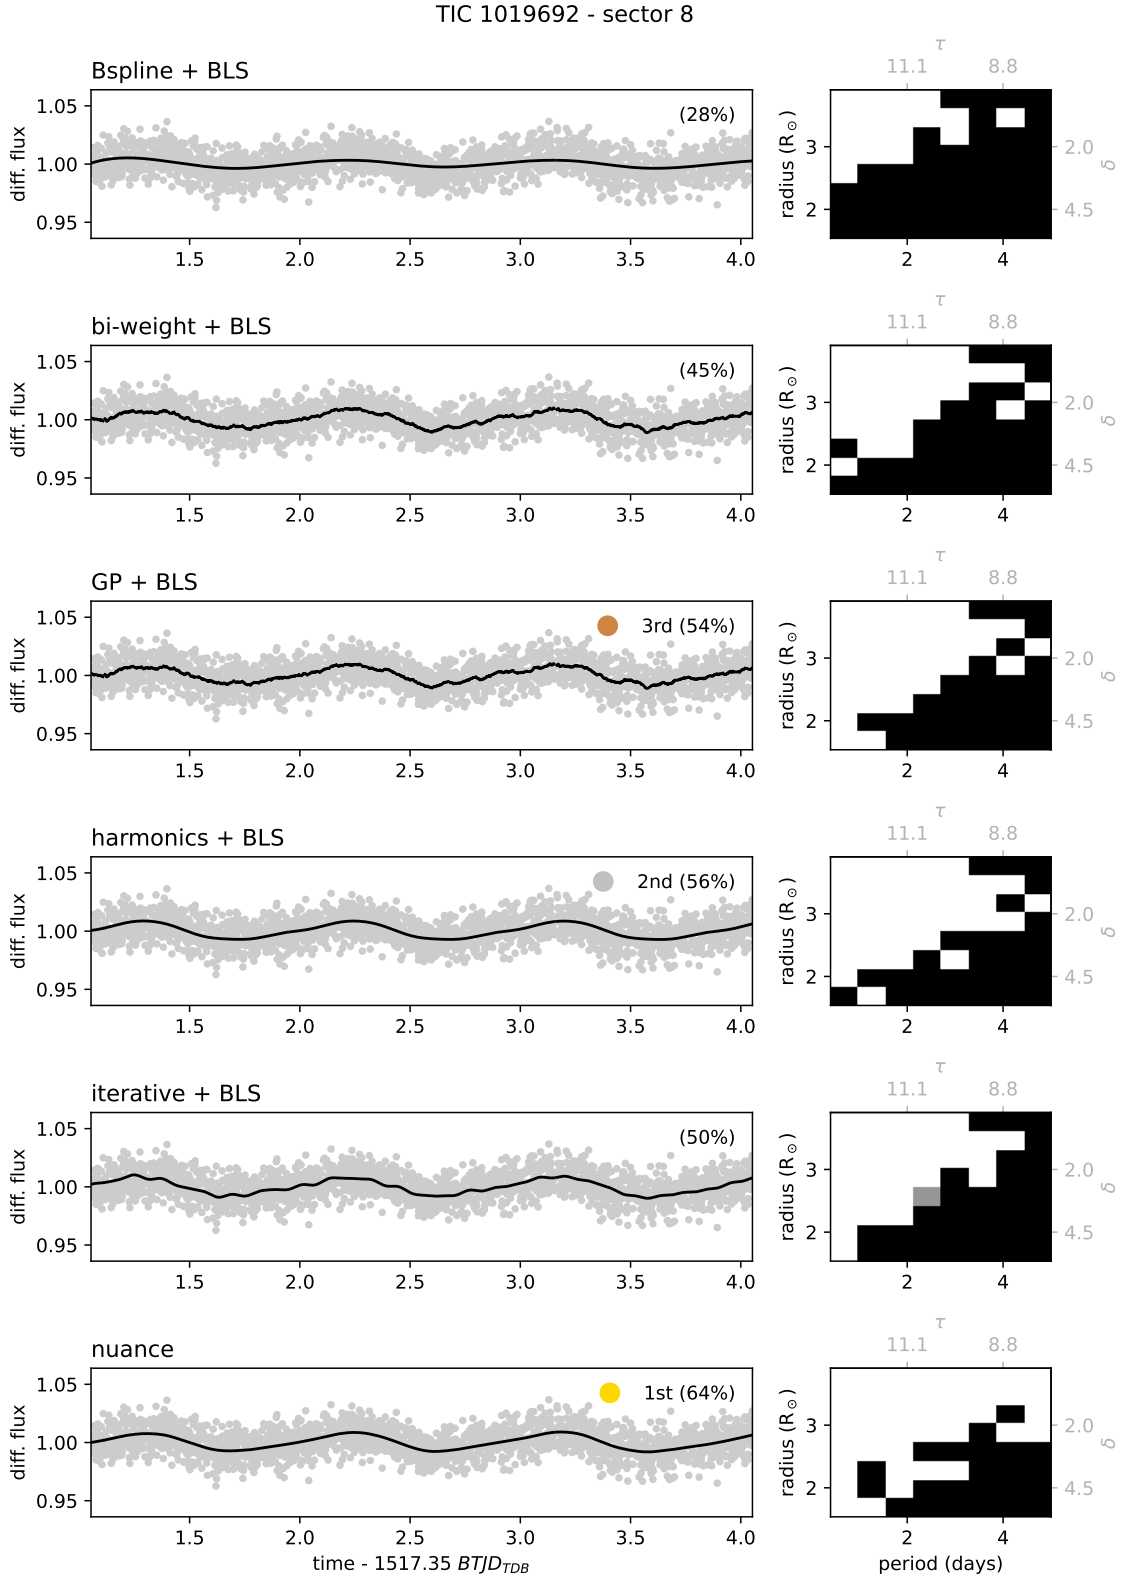 TIC 1019692 - sector 8
Bspline + BLS
(28%)
diff. flux
1.05
1.00
0.95
1.5 2.0 2.5 3.0 3.5 4.0
τ
11.1 8.8
radius (R⊙)
3
2
2.0
4.5
δ
2 4
bi-weight + BLS
(45%)
diff. flux
1.05
1.00
0.95
1.5 2.0 2.5 3.0 3.5 4.0
τ
11.1 8.8
radius (R⊙)
3
2
2.0
4.5
δ
2 4
GP + BLS
3rd (54%)
diff. flux
1.05
1.00
0.95
1.5 2.0 2.5 3.0 3.5 4.0
τ
11.1 8.8
radius (R⊙)
3
2
2.0
4.5
δ
2 4
harmonics + BLS
2nd (56%)
diff. flux
1.05
1.00
0.95
1.5 2.0 2.5 3.0 3.5 4.0
τ
11.1 8.8
radius (R⊙)
3
2
2.0
4.5
δ
2 4
iterative + BLS
(50%)
diff. flux
1.05
1.00
0.95
1.5 2.0 2.5 3.0 3.5 4.0
τ
11.1 8.8
radius (R⊙)
3
2
2.0
4.5
δ
2 4
nuance
1st (64%)
diff. flux
1.05
1.00
0.95
1.5 2.0 2.5 3.0 3.5 4.0
time - 1517.35 BTJD_TDB
τ
11.1 8.8
radius (R⊙)
3
2
2.0
4.5
δ
2 4
period (days)